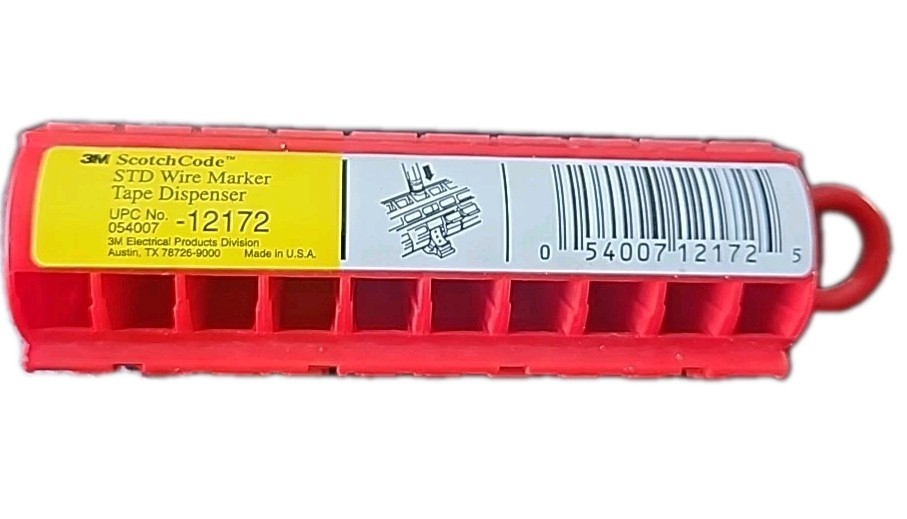 3M ScotchCode™
STD Wire Marker
Tape Dispenser
UPC No.
054007 -12172
3M Electrical Products Division
Austin, TX 78726-9000 Made in U.S.A.
0 54007 12172 5